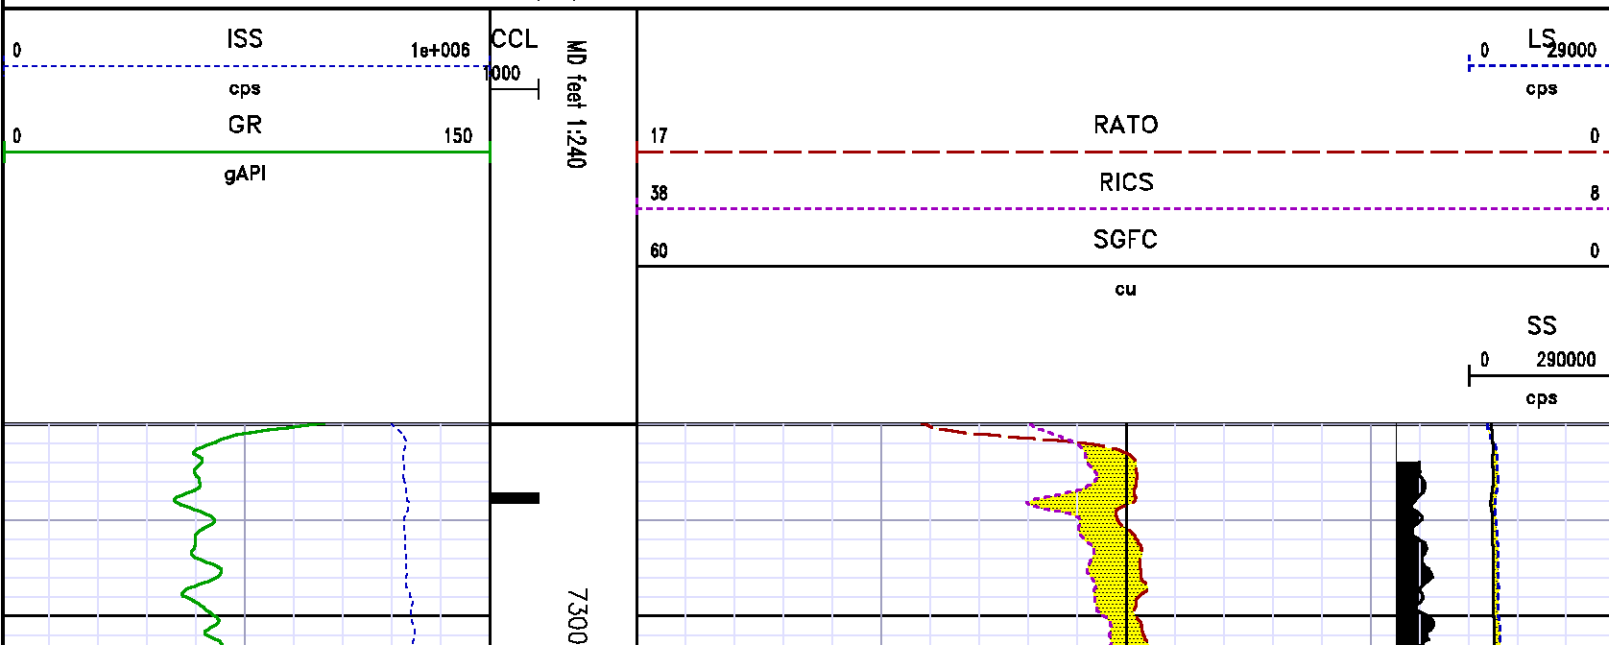 ISS
0 1e+006
cps
GR
0 150
gAPI
CCL
1000
MD feet 1:240
LS
0 29000
cps
RATO
17 0
RICS
38 8
SGFC
60 0
cu
SS
0 290000
cps
7300